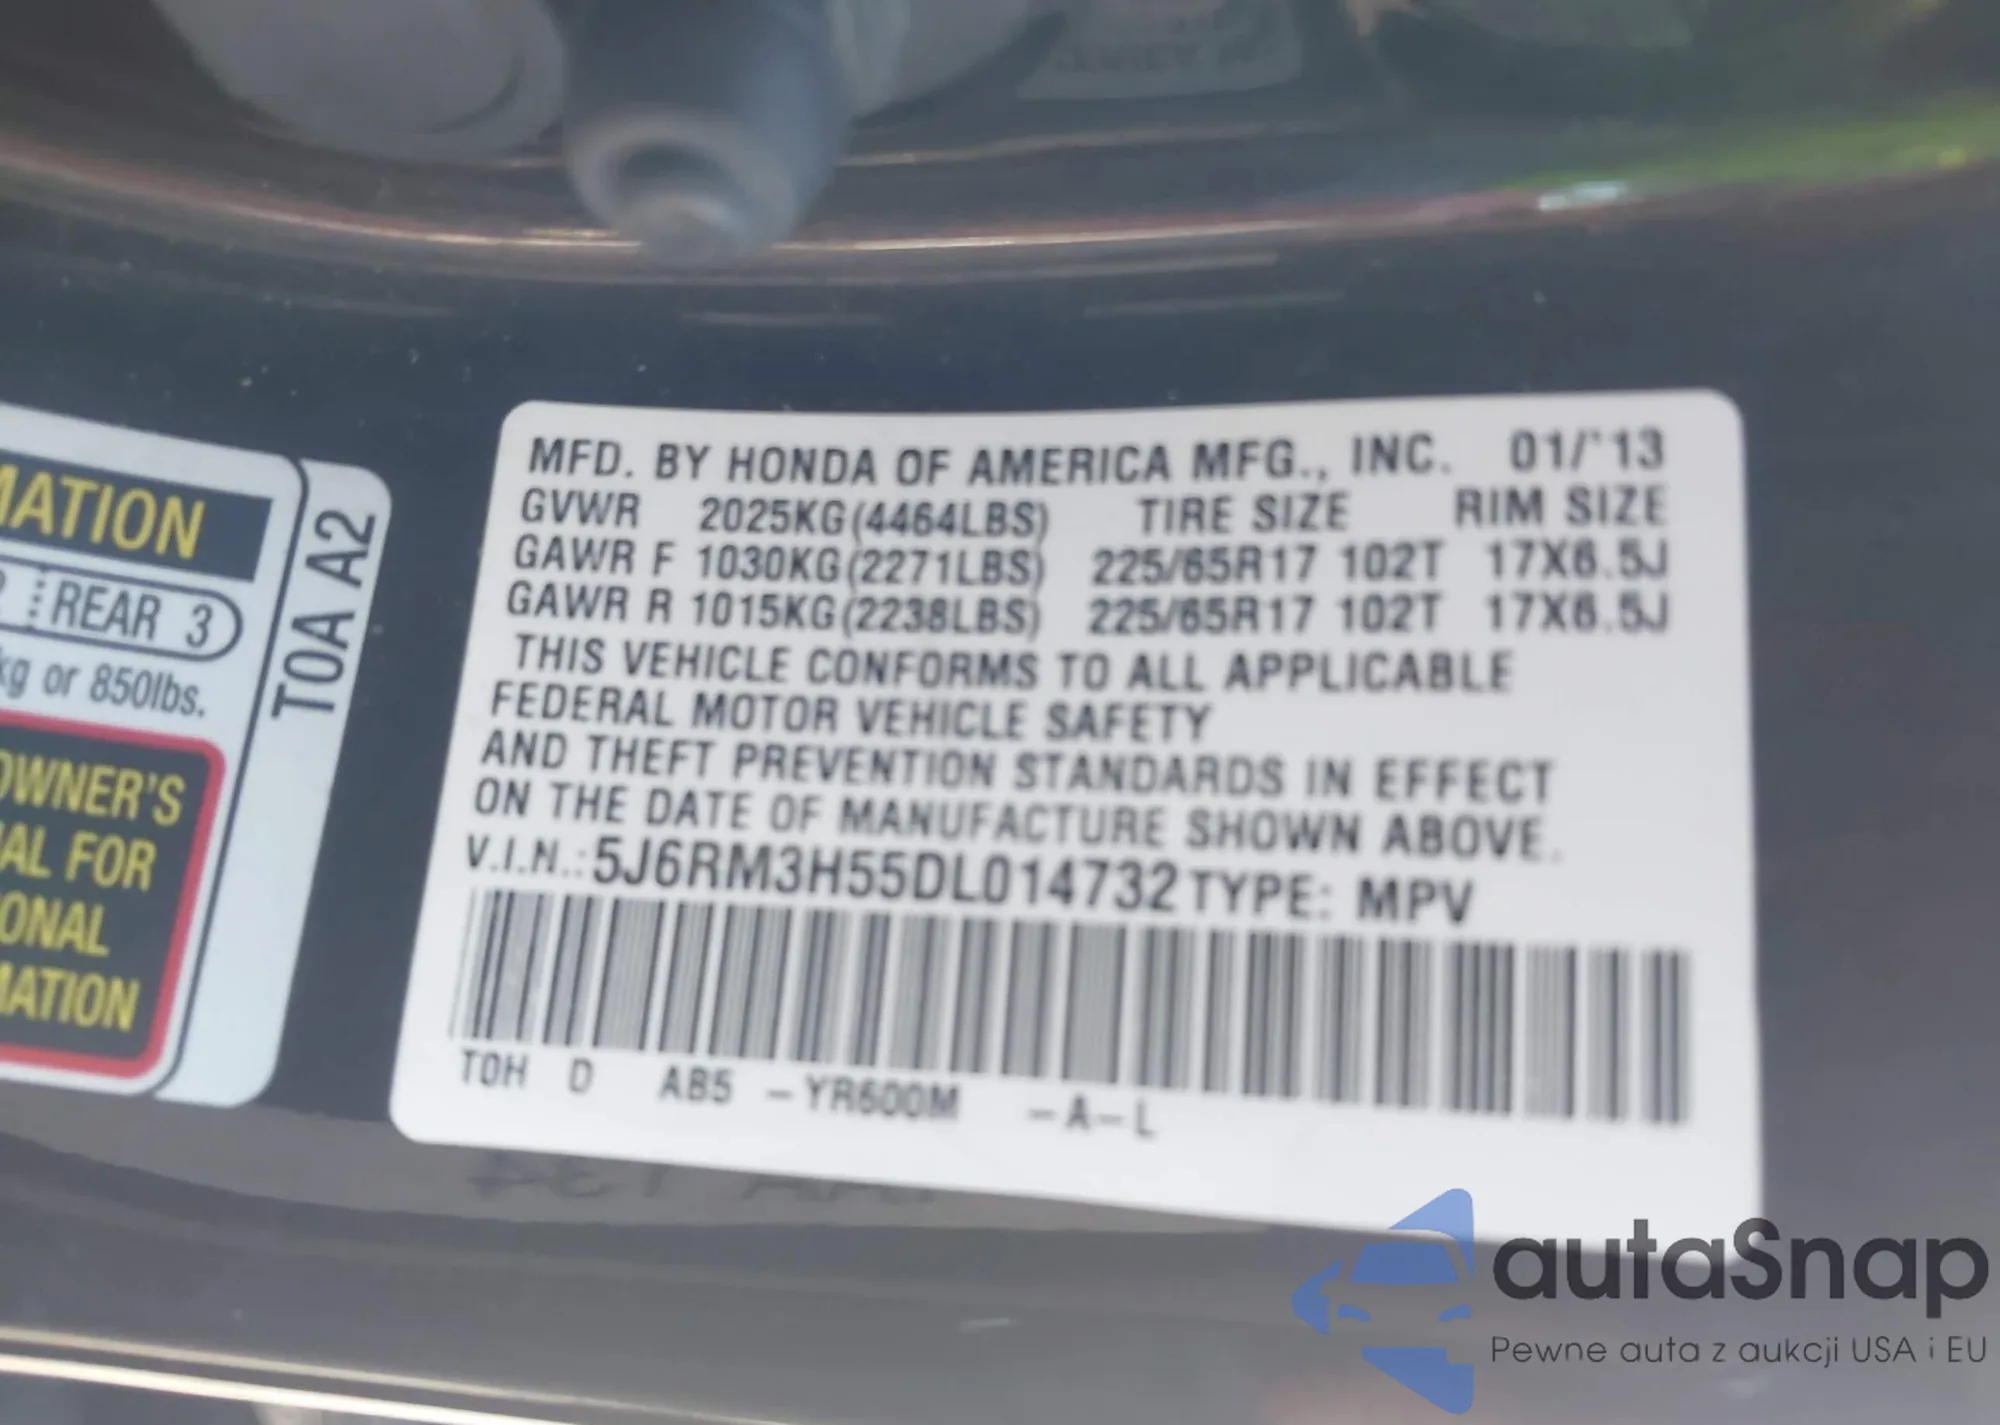 MATION
REAR 3
kg or 850lbs.
OWNER'S
AL FOR
ONAL
MATION
T0A A2
MFD. BY HONDA OF AMERICA MFG., INC. 01/'13
GVWR 2025KG(4464LBS) TIRE SIZE RIM SIZE
GAWR F 1030KG(2271LBS) 225/65R17 102T 17X6.5J
GAWR R 1015KG(2238LBS) 225/65R17 102T 17X6.5J
THIS VEHICLE CONFORMS TO ALL APPLICABLE
FEDERAL MOTOR VEHICLE SAFETY
AND THEFT PREVENTION STANDARDS IN EFFECT
ON THE DATE OF MANUFACTURE SHOWN ABOVE.
V.I.N.: 5J6RM3H55DL014732 TYPE: MPV
T0H D AB5 -YR600M -A-L
autaSnap
Pewne auta z aukcji USA i EU